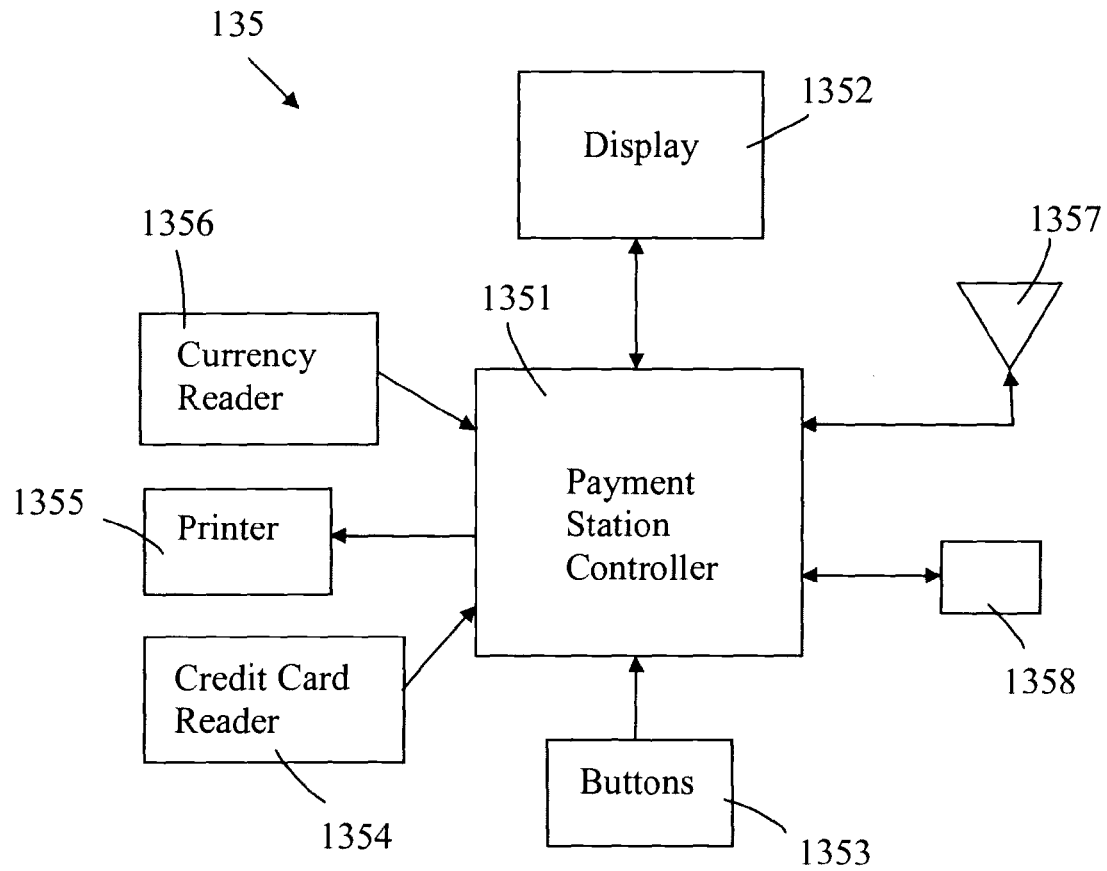 135
1352
Display
1356
1357
1351
Currency
Reader
1355
Printer
Payment
Station
Controller
Credit Card
Reader
1358
Buttons
1354
1353